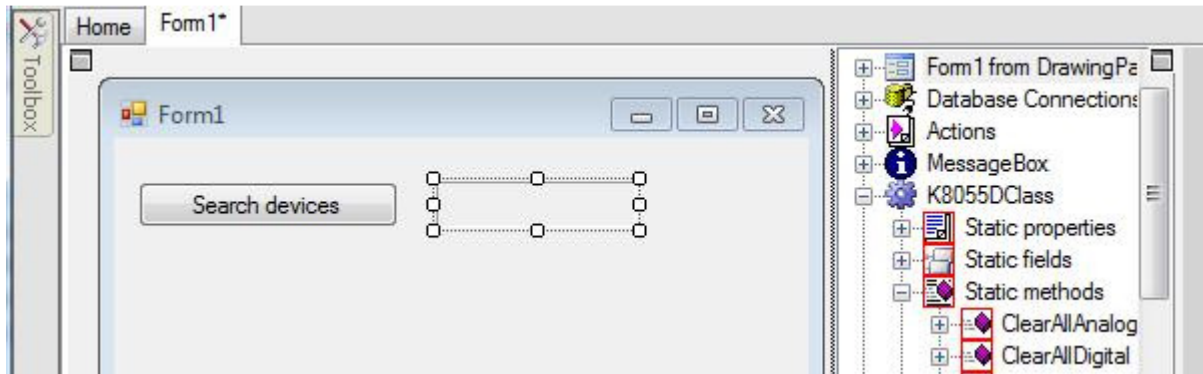 Toolbox
Home
Form1*
Form1
Search devices
Form1 from DrawingPa
Database Connections
Actions
MessageBox
K8055DClass
Static properties
Static fields
Static methods
ClearAllAnalog
ClearAllDigital